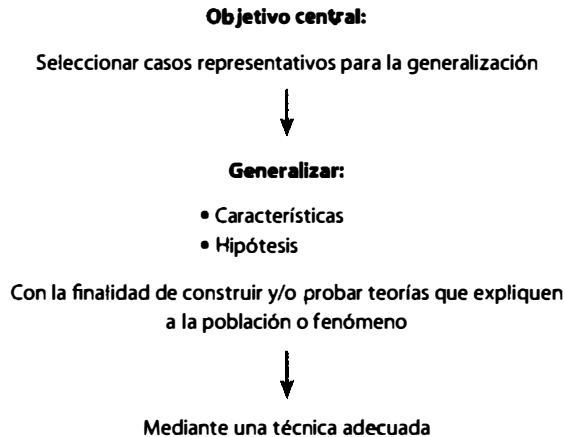 Objetivo central:
Seleccionar casos representativos para la generalización
Generalizar:
• Características
• Hipótesis
Con la finalidad de construir y/o probar teorías que expliquen
a la población o fenómeno
Mediante una técnica adecuada